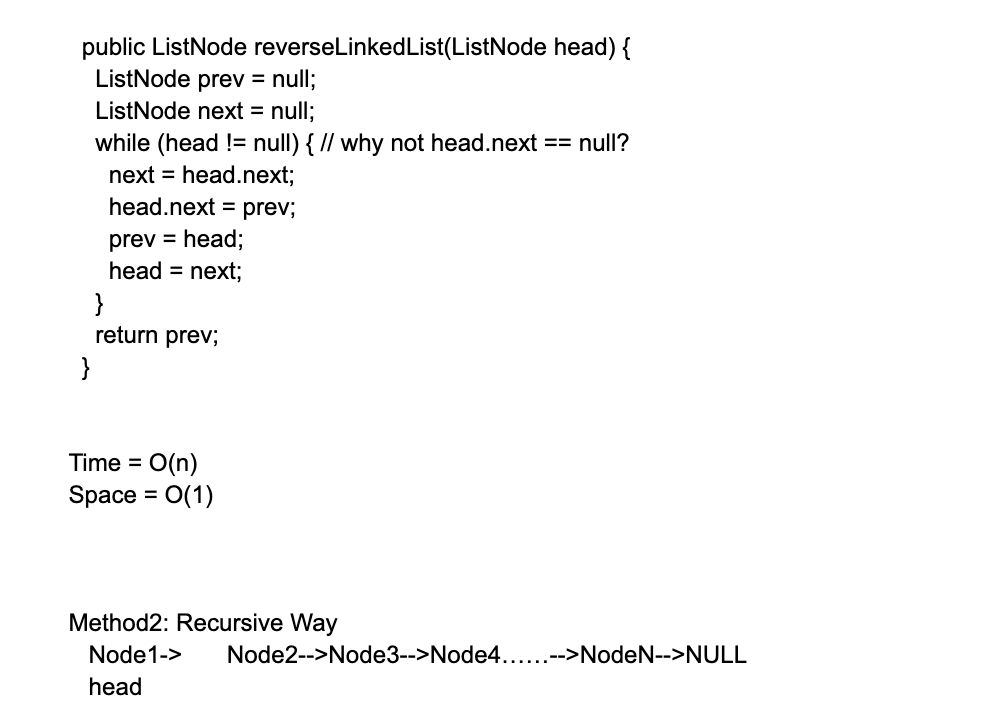 public ListNode reverseLinkedList(ListNode head) {
ListNode prev = null;
ListNode next = null;
while (head != null) { // why not head.next == null?
next = head.next;
head.next = prev;
prev = head;
head = next;
}
return prev;
}
Time = O(n)
Space = O(1)
Method2: Recursive Way
Node1-> Node2-->Node3-->Node4……-->NodeN-->NULL
head